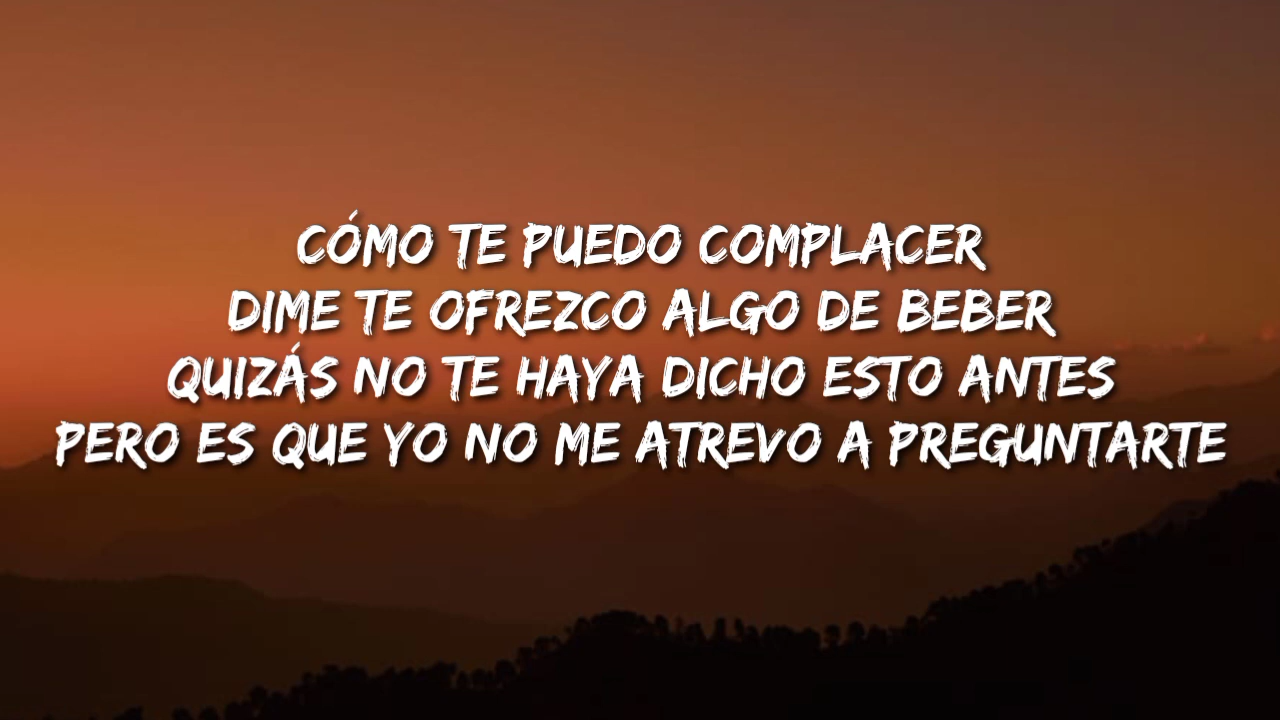 CÓMO TE PUEDO COMPLACER
DIME TE OFREZCO ALGO DE BEBER
QUIZÁS NO TE HAYA DICHO ESTO ANTES
PERO ES QUE YO NO ME ATREVO A PREGUNTARTE